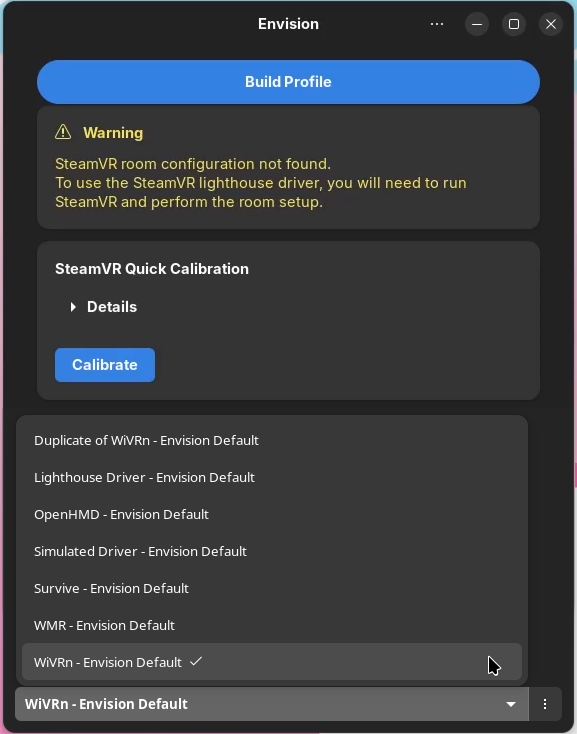 Envision
Build Profile
Warning
SteamVR room configuration not found.
To use the SteamVR lighthouse driver, you will need to run
SteamVR and perform the room setup.
SteamVR Quick Calibration
Details
Calibrate
Duplicate of WiVRn - Envision Default
Lighthouse Driver - Envision Default
OpenHMD - Envision Default
Simulated Driver - Envision Default
Survive - Envision Default
WMR - Envision Default
WiVRn - Envision Default
WiVRn - Envision Default